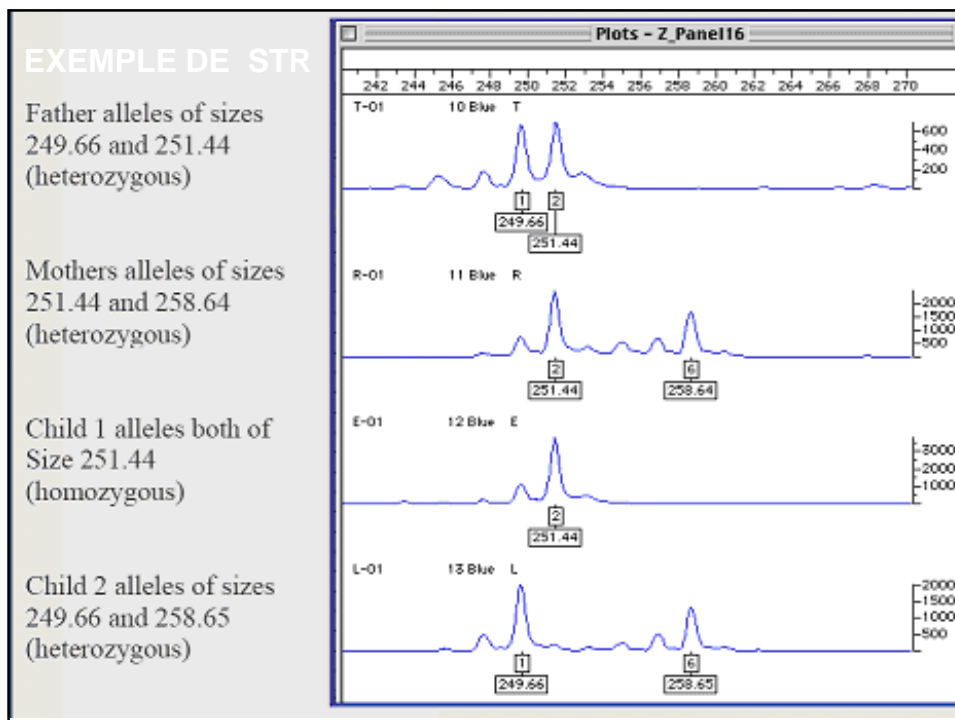 EXEMPLE DE STR
Father alleles of sizes
249.66 and 251.44
(heterozygous)
Mothers alleles of sizes
251.44 and 258.64
(heterozygous)
Child 1 alleles both of
Size 251.44
(homozygous)
Child 2 alleles of sizes
249.66 and 258.65
(heterozygous)
Plots - Z_Panel16
242 244 246 248 250 252 254 256 258 260 262 264 266 268 270
T-01 10 Blue T
600
400
200
1 2
249.66
251.44
R-01 11 Blue R
2000
1500
1000
500
2 6
251.44 258.64
E-01 12 Blue E
3000
2000
1000
2
251.44
L-01 13 Blue L
2000
1500
1000
500
1 6
249.66 258.65